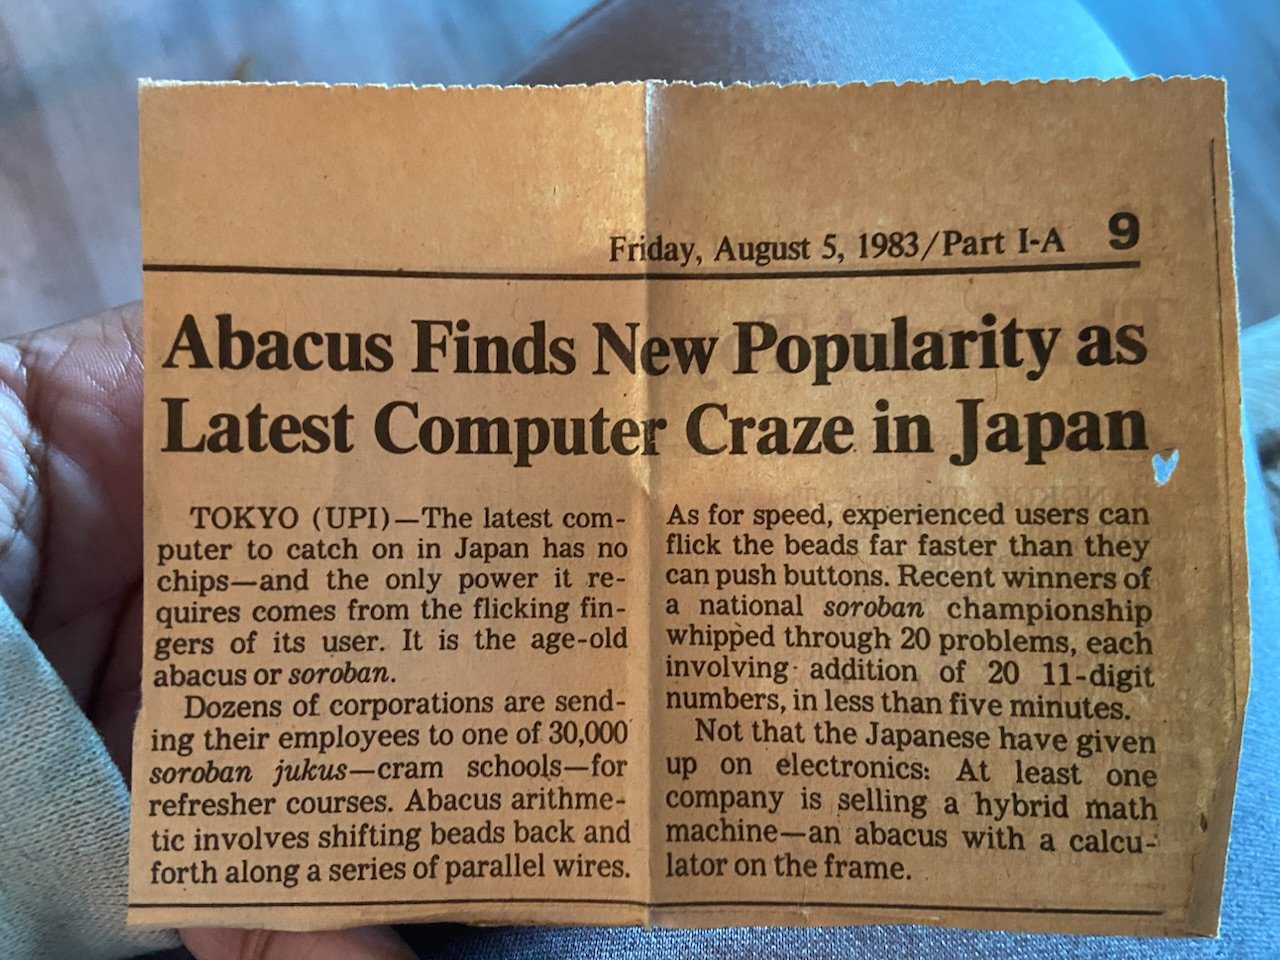 Friday, August 5, 1983/Part I-A 9
Abacus Finds New Popularity as
Latest Computer Craze in Japan
TOKYO (UPI)—The latest com-
puter to catch on in Japan has no
chips—and the only power it re-
quires comes from the flicking fin-
gers of its user. It is the age-old
abacus or soroban.
Dozens of corporations are send-
ing their employees to one of 30,000
soroban jukus—cram schools—for
refresher courses. Abacus arithme-
tic involves shifting beads back and
forth along a series of parallel wires.
As for speed, experienced users can
flick the beads far faster than they
can push buttons. Recent winners of
a national soroban championship
whipped through 20 problems, each
involving addition of 20 11-digit
numbers, in less than five minutes.
Not that the Japanese have given
up on electronics: At least one
company is selling a hybrid math
machine—an abacus with a calcu-
lator on the frame.